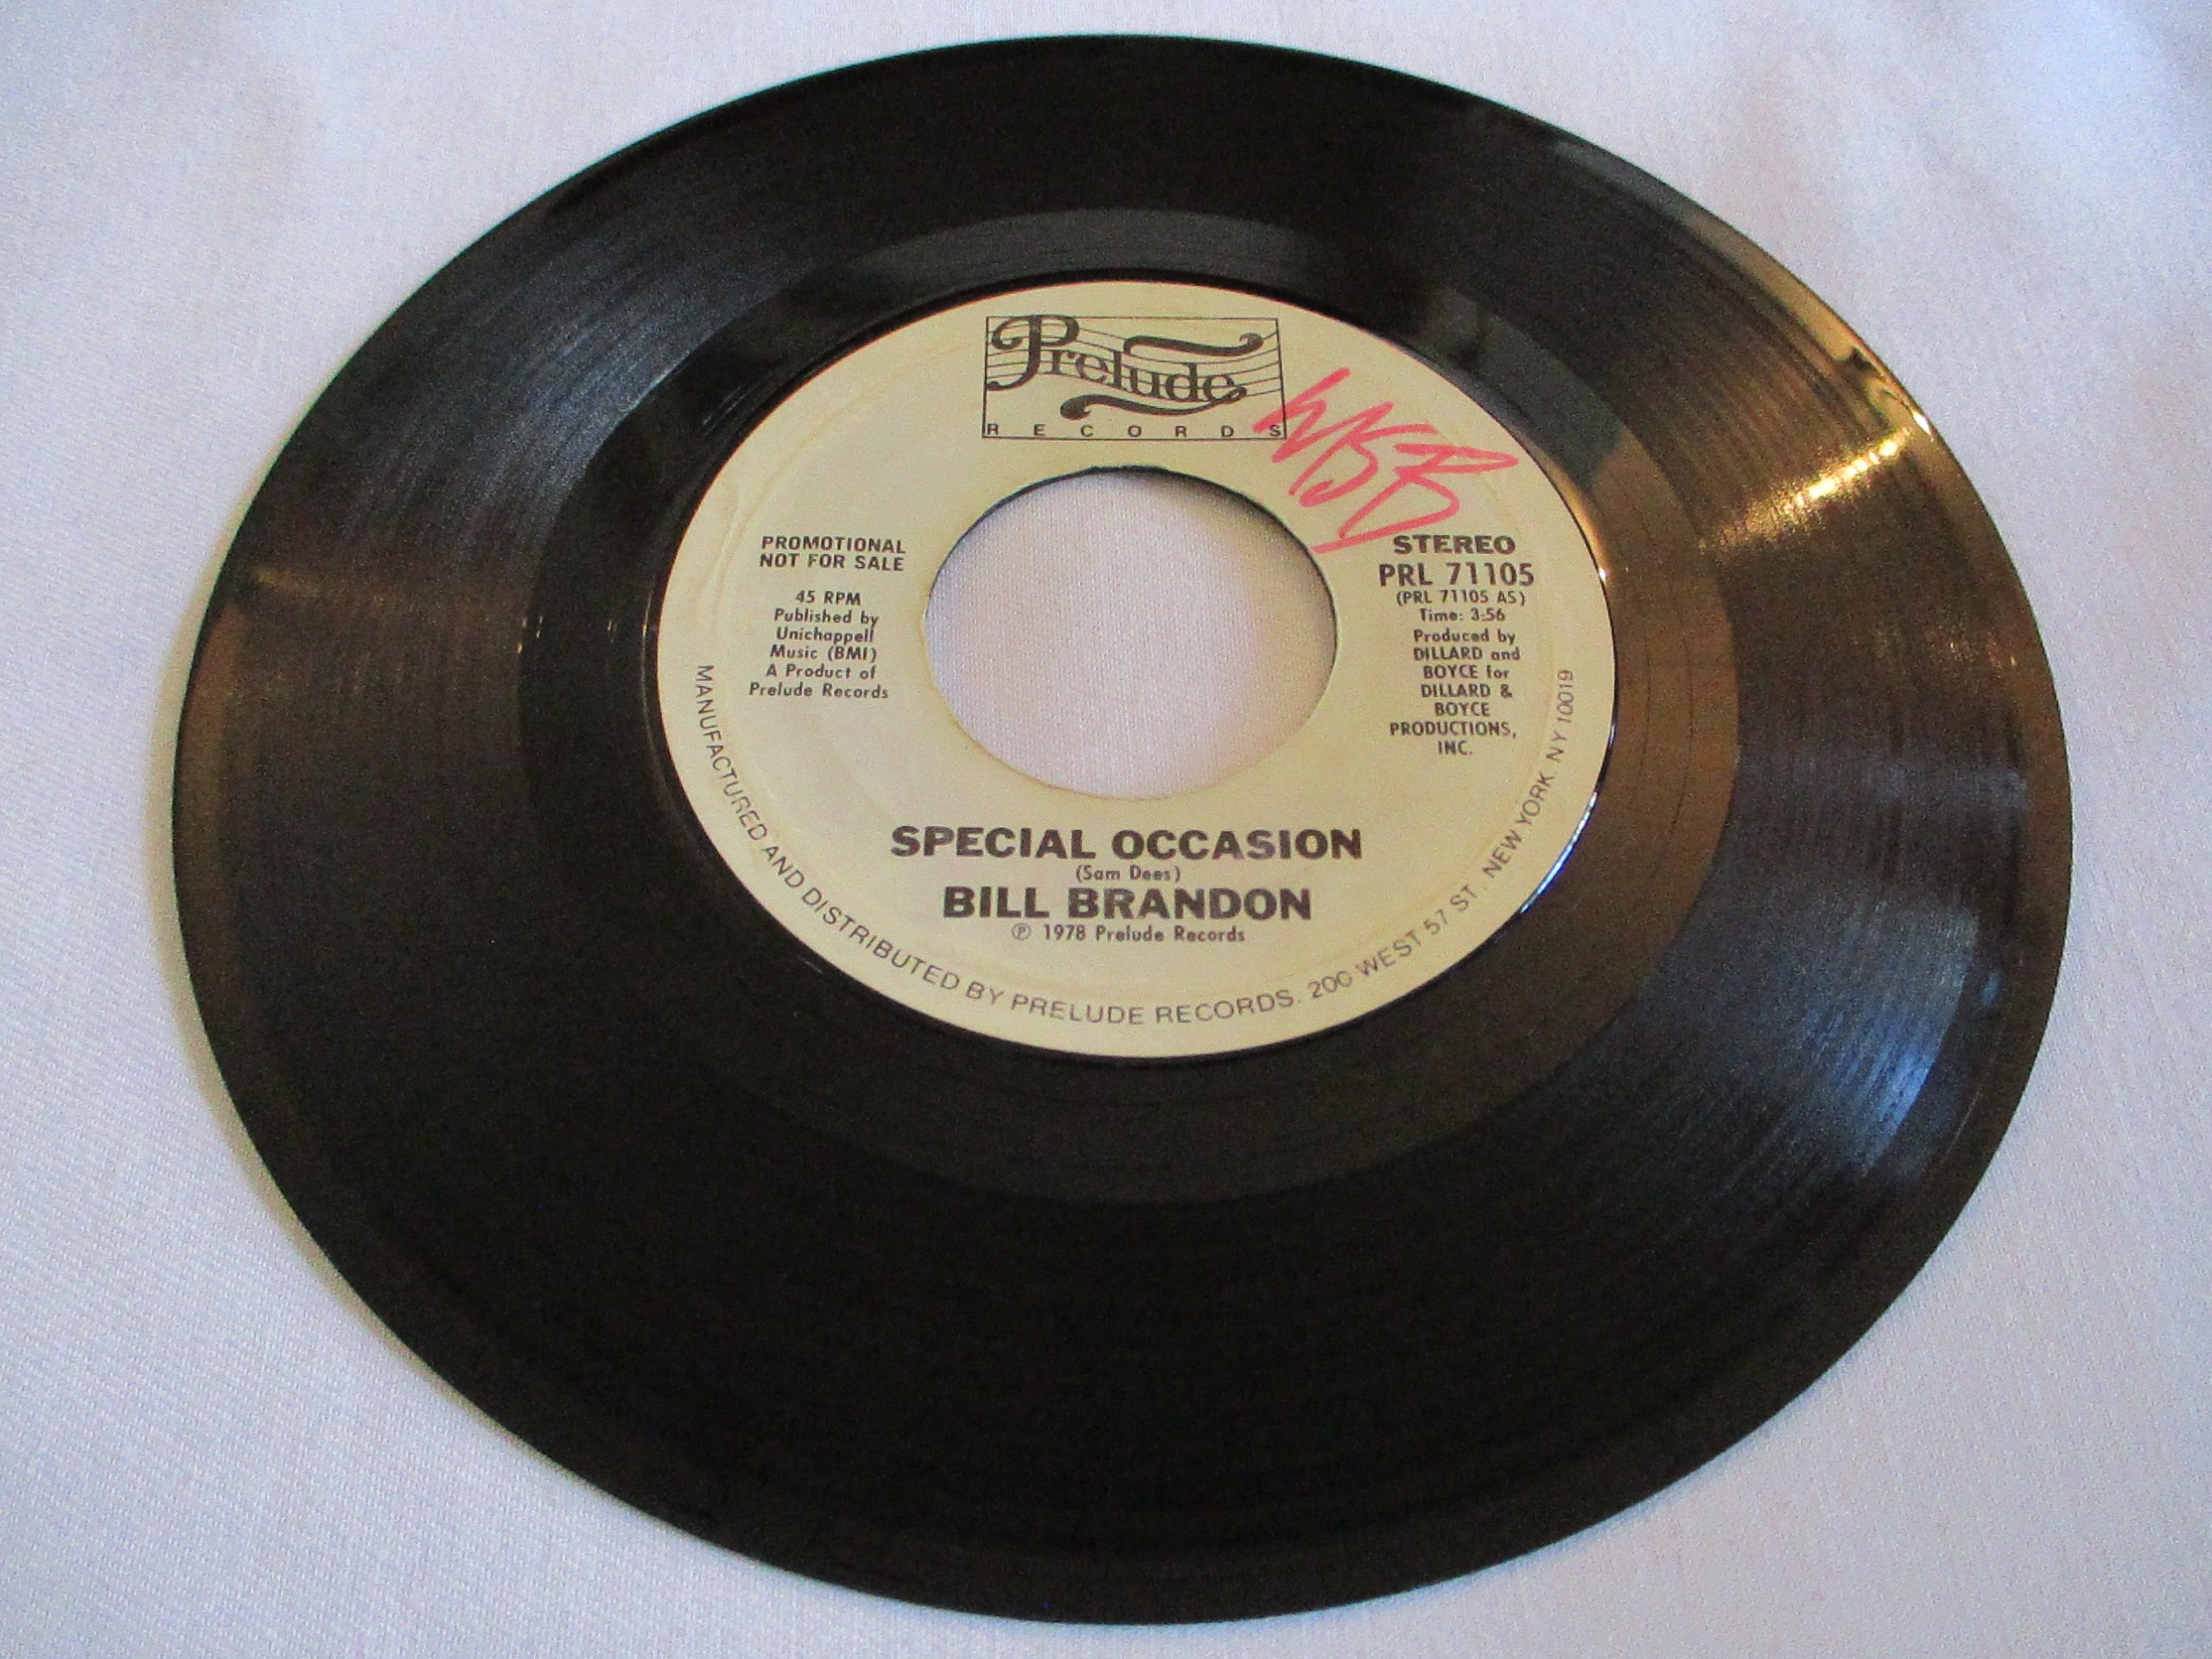 Prelude
RECORDS
PROMOTIONAL
NOT FOR SALE
45 RPM
Published by
Unichappell
Music (BMI)
A Product of
Prelude Records
STEREO
PRL 71105
(PRL 71105 AS)
Time: 3:56
Produced by
DILLARD and
BOYCE for
DILLARD &
BOYCE
PRODUCTIONS,
INC.
SPECIAL OCCASION
(Sam Dees)
BILL BRANDON
℗ 1978 Prelude Records
MANUFACTURED AND DISTRIBUTED BY PRELUDE RECORDS. 200 WEST 57 ST. NEW YORK. NY 10019